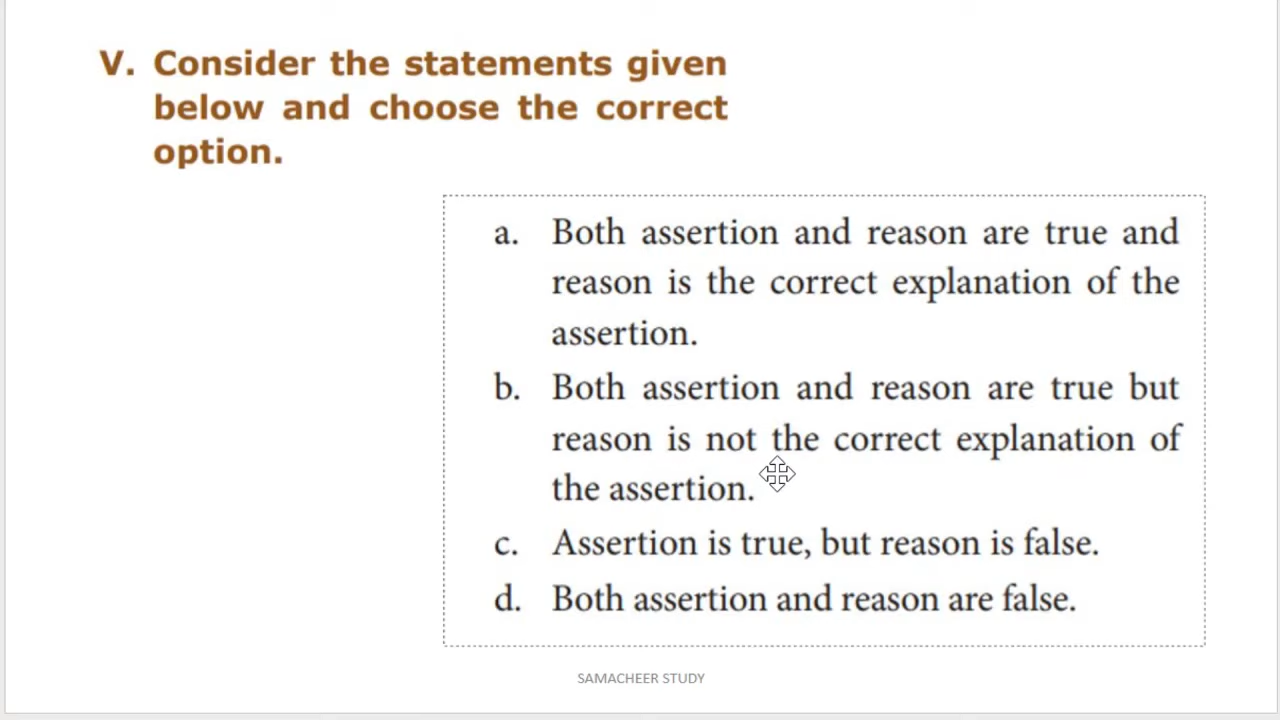 V. Consider the statements given
below and choose the correct
option.
a. Both assertion and reason are true and
reason is the correct explanation of the
assertion.
b. Both assertion and reason are true but
reason is not the correct explanation of
the assertion.
c. Assertion is true, but reason is false.
d. Both assertion and reason are false.
SAMACHEER STUDY